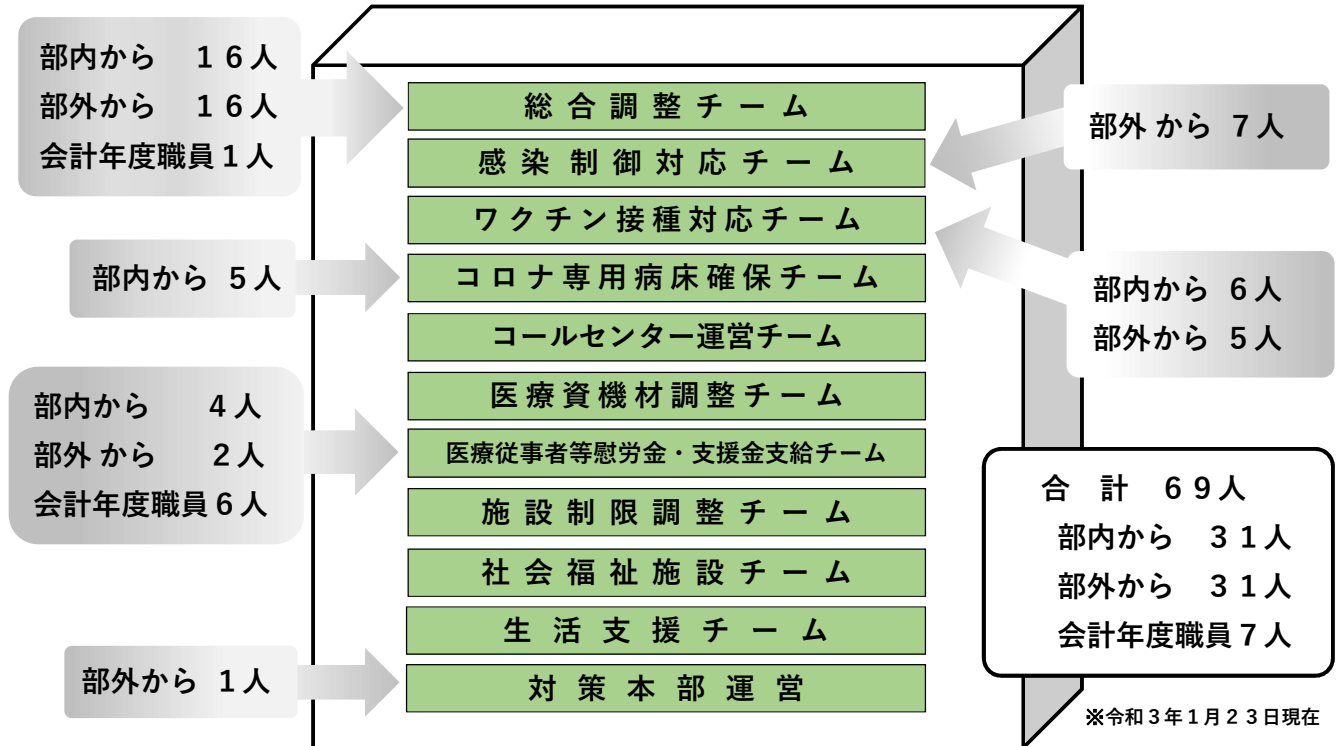 部内から １６人
部外から １６人
会計年度職員１人
部内から ５人
部内から ４人
部外 から ２人
会計年度職員６人
部外から １人
総合調整チーム
感染制御対応チーム
ワクチン接種対応チーム
コロナ専用病床確保チーム
コールセンター運営チーム
医療資機材調整チーム
医療従事者等慰労金・支援金支給チーム
施設制限調整チーム
社会福祉施設チーム
生活支援チーム
対策本部運営
部外 から ７人
部内から ６人
部外から ５人
合 計 ６９人
部内から ３１人
部外から ３１人
会計年度職員７人
※令和３年１月２３日現在